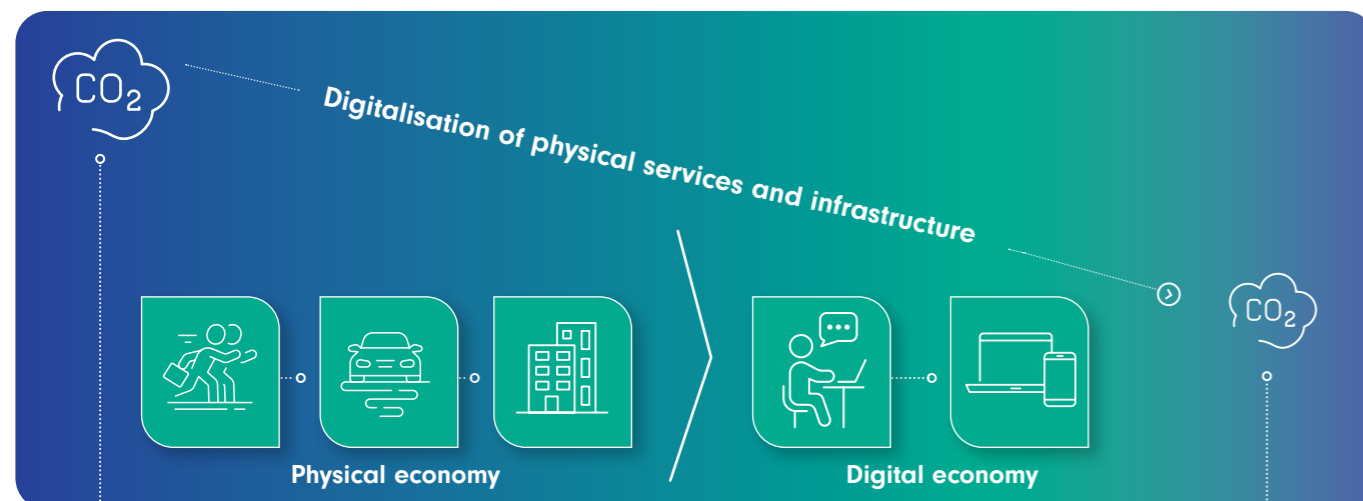 CO₂
Digitalisation of physical services and infrastructure
CO₂
Physical economy
Digital economy